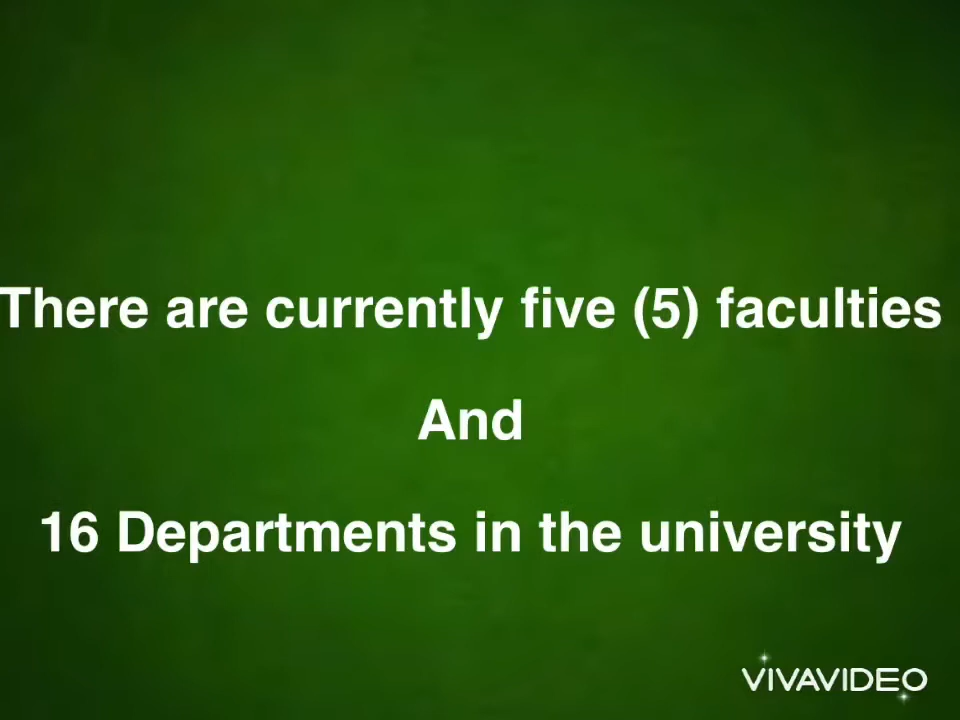 There are currently five (5) faculties
And
16 Departments in the university
VIVAVIDEO